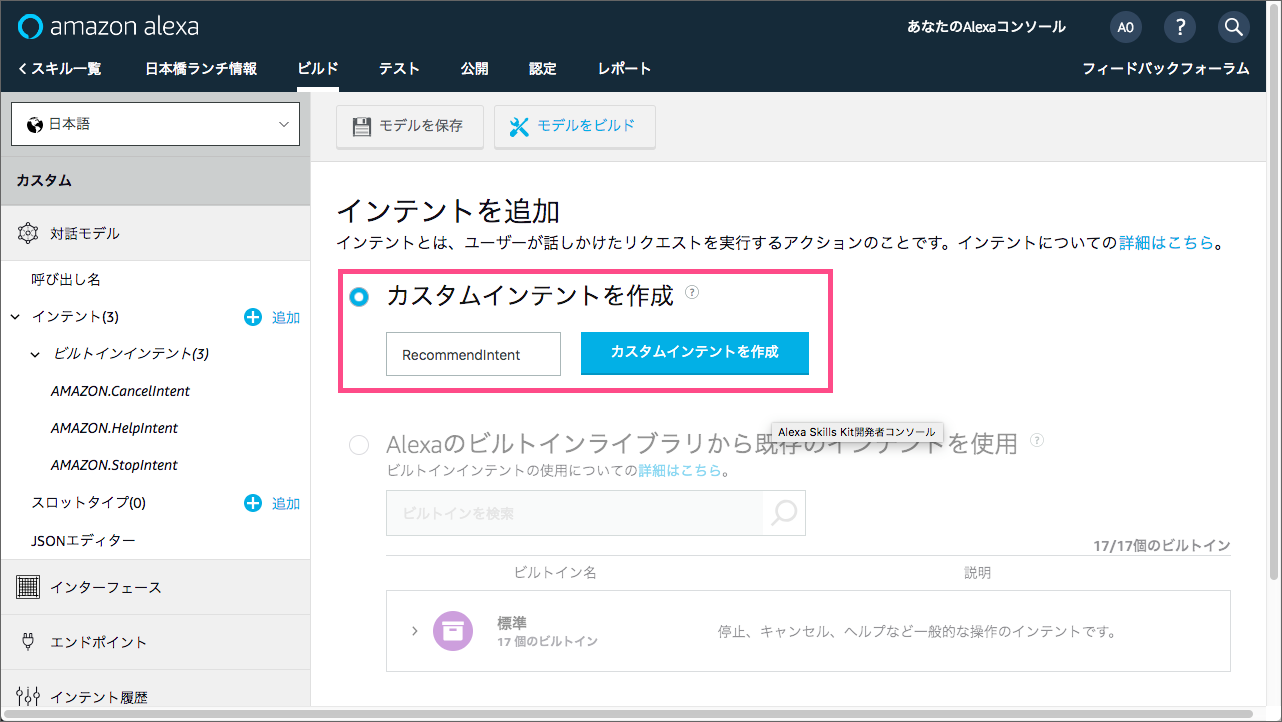 amazon alexa
あなたのAlexaコンソール
AO
?
スキル一覧
日本橋ランチ情報
ビルド
テスト
公開
認定
レポート
フィードバックフォーラム
日本語
モデルを保存
モデルをビルド
カスタム
対話モデル
呼び出し名
インテント(3)
追加
ビルトインインテント(3)
AMAZON.CancelIntent
AMAZON.HelpIntent
AMAZON.StopIntent
スロットタイプ(0)
追加
JSONエディター
インターフェース
エンドポイント
インテント履歴
インテントを追加
インテントとは、ユーザーが話しかけたリクエストを実行するアクションのことです。インテントについての詳細はこちら。
カスタムインテントを作成 ?
RecommendIntent
カスタムインテントを作成
Alexa Skills Kit開発者コンソール
Alexaのビルトインライブラリから既存のインテントを使用 ?
ビルトインインテントの使用についての詳細はこちら。
ビルトインを検索
17/17個のビルトイン
ビルトイン名
説明
標準
17 個のビルトイン
停止、キャンセル、ヘルプなど一般的な操作のインテントです。